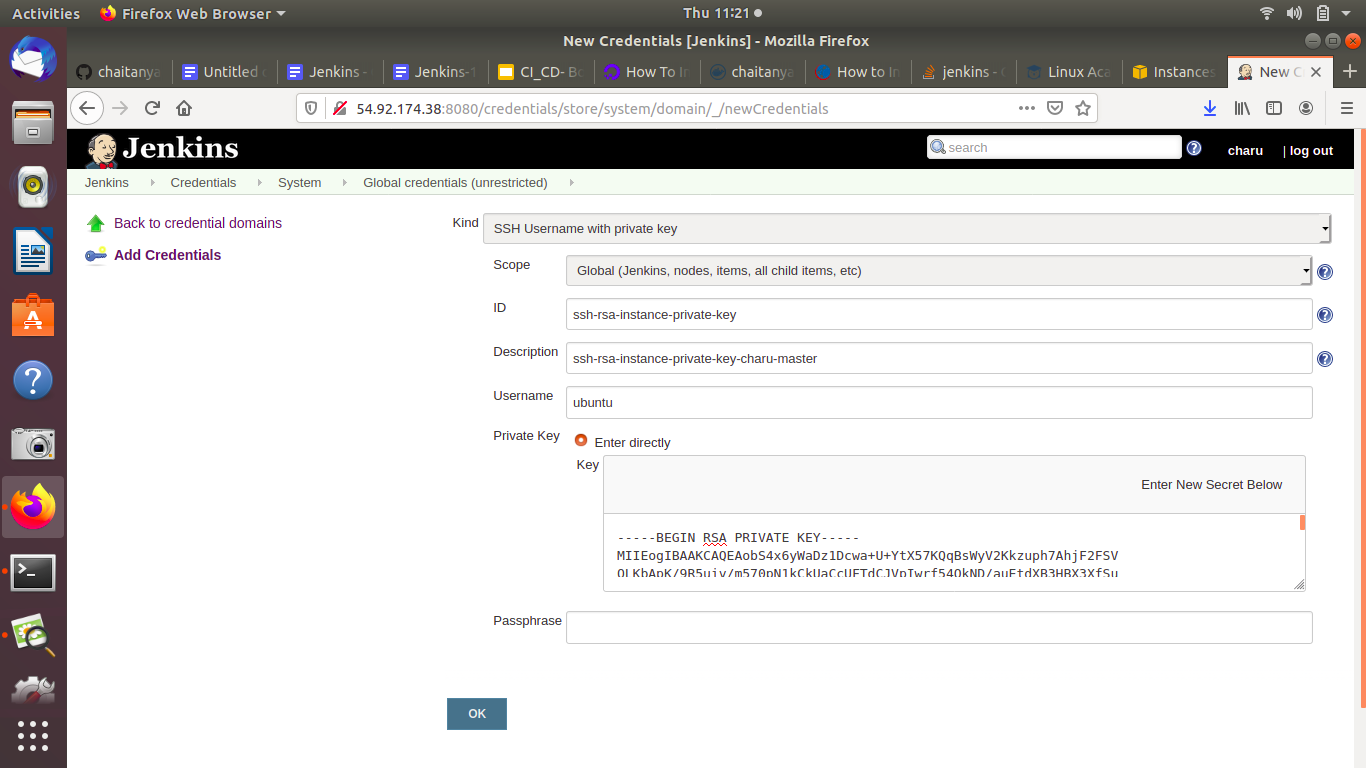 Activities Firefox Web Browser Thu 11:21
New Credentials [Jenkins] - Mozilla Firefox
chaitanya Untitled Jenkins - Jenkins-1 CI_CD- Bo How To In chaitanya How to In jenkins - Linux Aca Instances New C
54.92.174.38:8080/credentials/store/system/domain/_/newCredentials
Jenkins search charu | log out
Jenkins Credentials System Global credentials (unrestricted)
Back to credential domains
Add Credentials
Kind SSH Username with private key
Scope Global (Jenkins, nodes, items, all child items, etc)
ID ssh-rsa-instance-private-key
Description ssh-rsa-instance-private-key-charu-master
Username ubuntu
Private Key Enter directly
Key
Enter New Secret Below
-----BEGIN RSA PRIVATE KEY-----
MIIEogIBAAKCAQEAobS4x6yWaDz1Dcwa+U+YtX57KQqBsWyV2Kkzuph7AhjF2FSV
Passphrase
OK